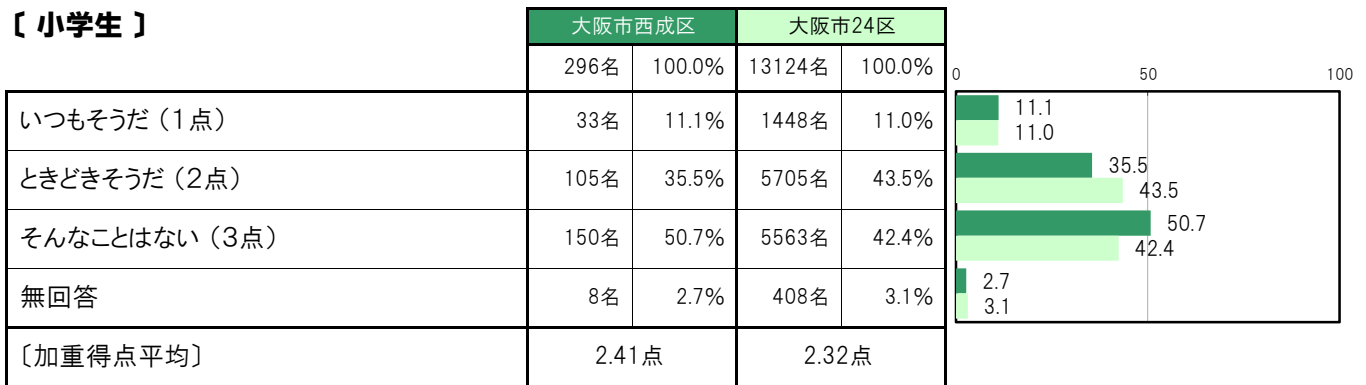 〔 小学生 〕
大阪市西成区 大阪市24区
296名 100.0% 13124名 100.0%
0 50 100
いつもそうだ（１点） 33名 11.1% 1448名 11.0%
11.1
11.0
ときどきそうだ（２点） 105名 35.5% 5705名 43.5%
35.5
43.5
そんなことはない（３点） 150名 50.7% 5563名 42.4%
50.7
42.4
無回答 8名 2.7% 408名 3.1%
2.7
3.1
〔加重得点平均〕 2.41点 2.32点